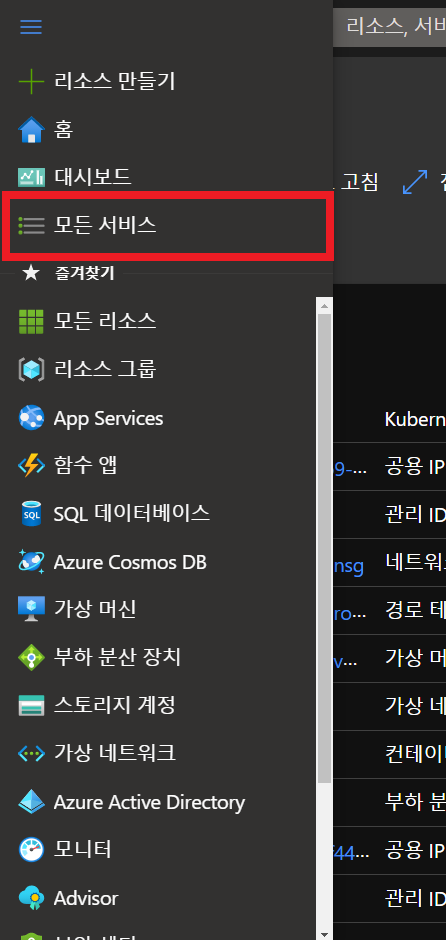 리소스, 서비
리소스 만들기
홈
대시보드
고침
모든 서비스
즐겨찾기
모든 리소스
리소스 그룹
App Services
Kubern
함수 앱
59-...
공용 IP
SQL 데이터베이스
SQL
관리 ID
Azure Cosmos DB
nsg
네트워크
가상 머신
ro...
경로 테
부하 분산 장치
v...
가상 머
스토리지 계정
가상 네
가상 네트워크
컨테이너
Azure Active Directory
부하 분
모니터
f44...
공용 IP
Advisor
관리 ID